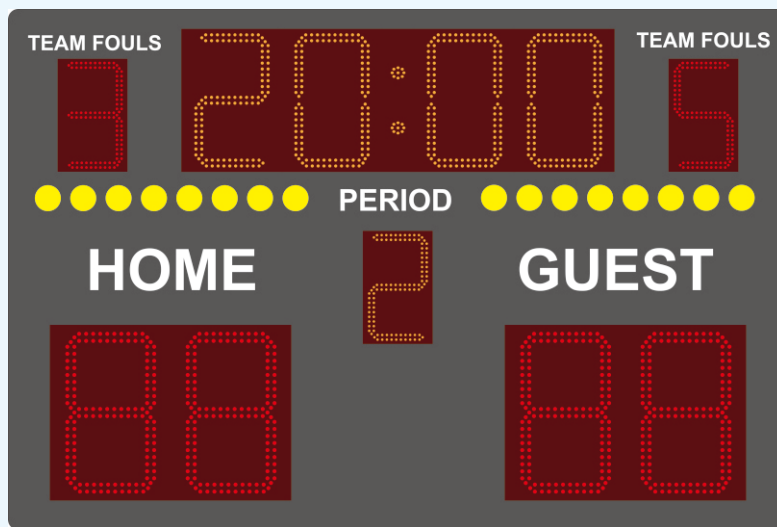 TEAM FOULS 20:00 TEAM FOULS
3 5
PERIOD
HOME 2 GUEST
88 88